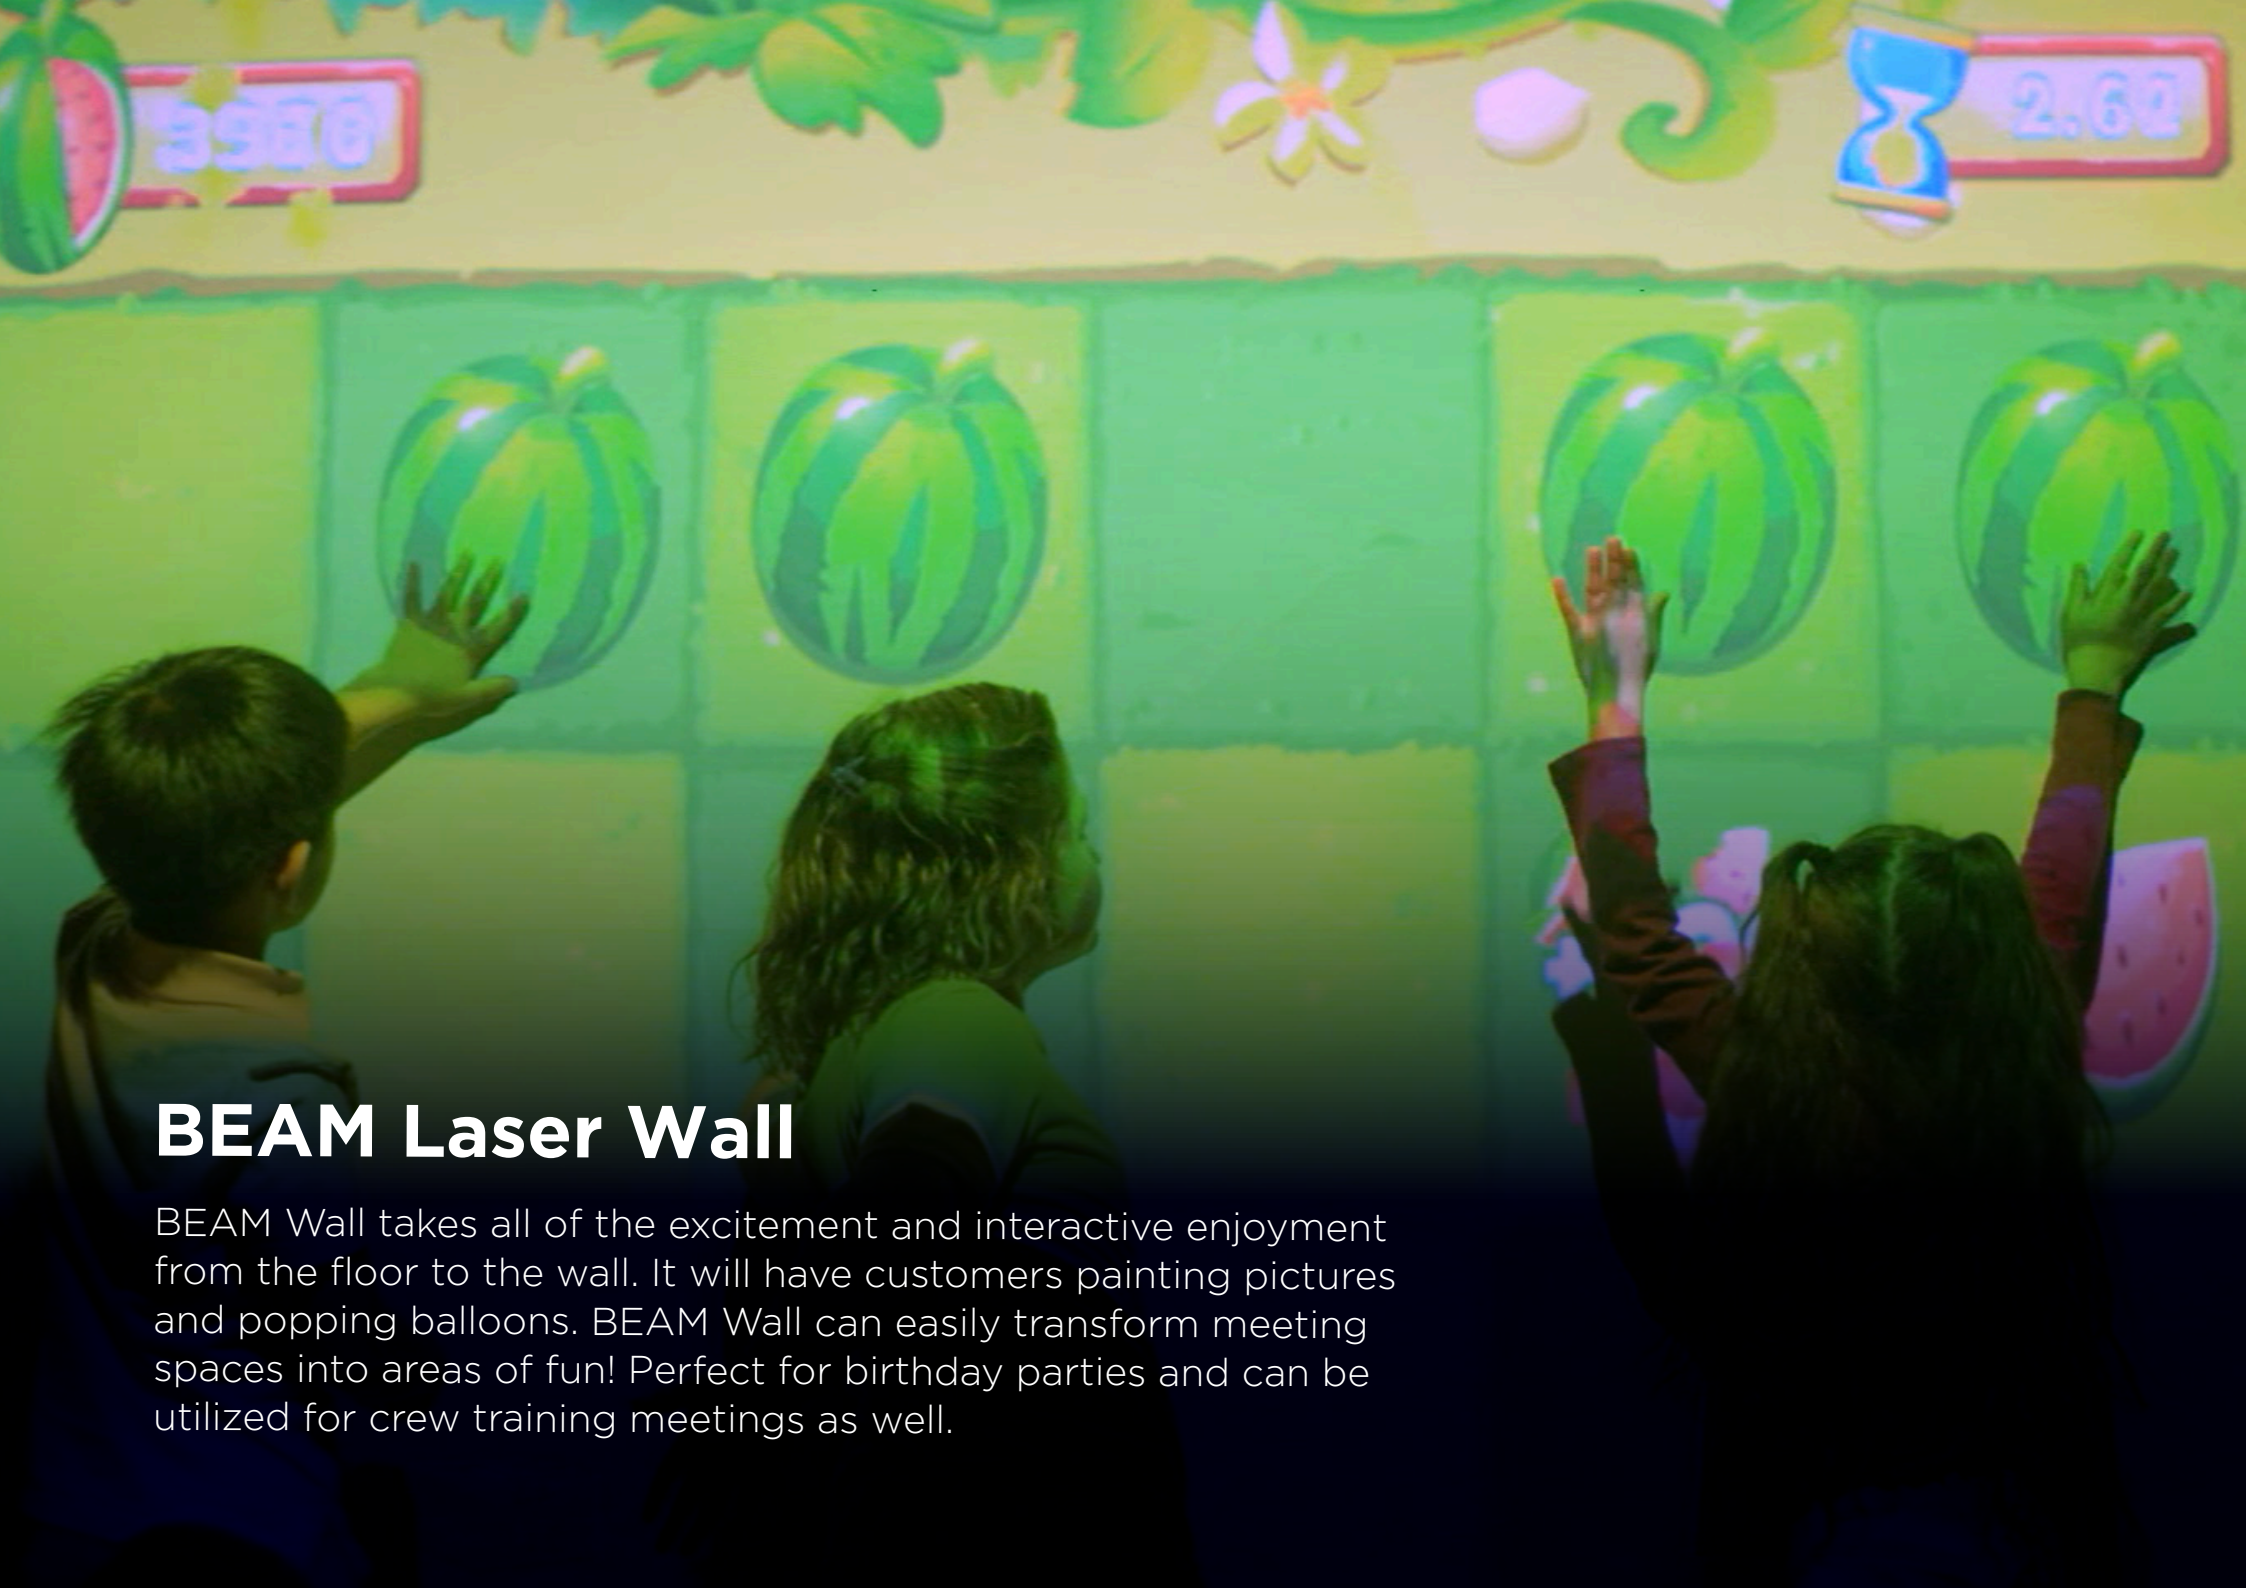 BEAM Laser Wall
BEAM Wall takes all of the excitement and interactive enjoyment
from the floor to the wall. It will have customers painting pictures
and popping balloons. BEAM Wall can easily transform meeting
spaces into areas of fun! Perfect for birthday parties and can be
utilized for crew training meetings as well.